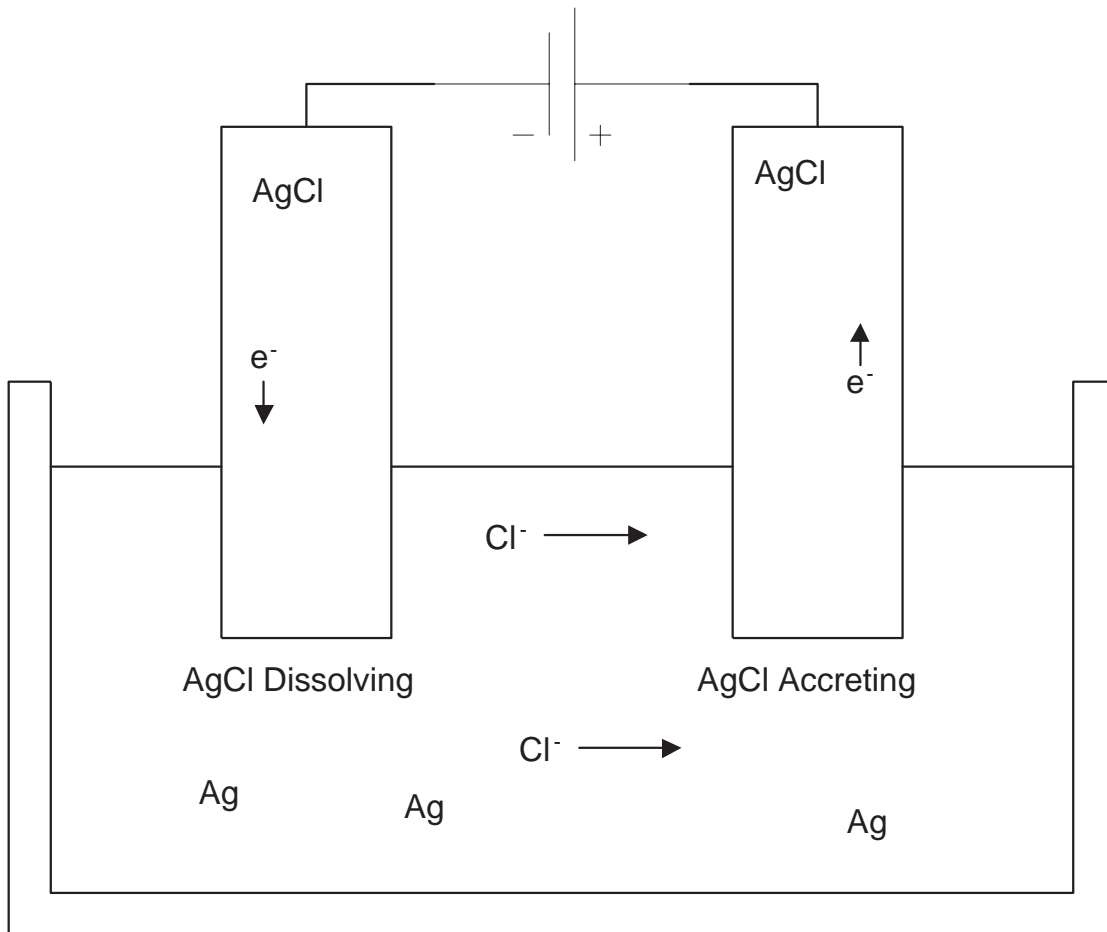 − +
AgCl
AgCl
e⁻
e⁻
Cl⁻
AgCl Dissolving
AgCl Accreting
Cl⁻
Ag
Ag
Ag